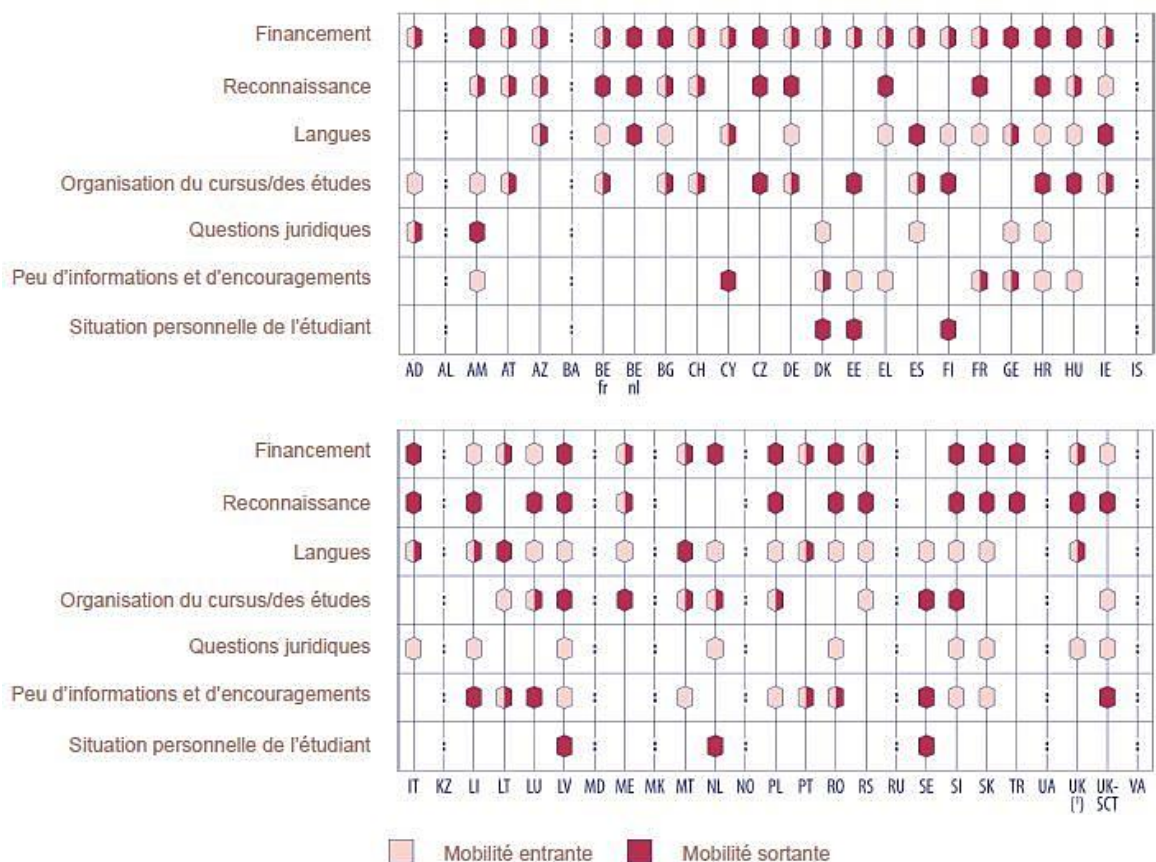 Financement
Reconnaissance
Langues
Organisation du cursus/des études
Questions juridiques
Peu d'informations et d'encouragements
Situation personnelle de l'étudiant
AD AL AM AT AZ BA BE fr BE nl BG CH CY CZ DE DK EE EL ES FI FR GE HR HU IE IS
Financement
Reconnaissance
Langues
Organisation du cursus/des études
Questions juridiques
Peu d'informations et d'encouragements
Situation personnelle de l'étudiant
IT KZ LI LT LU LV MD ME MK MT NL NO PL PT RO RS RU SE SI SK TR UA UK (¹) UK-SCT VA
Mobilité entrante Mobilité sortante